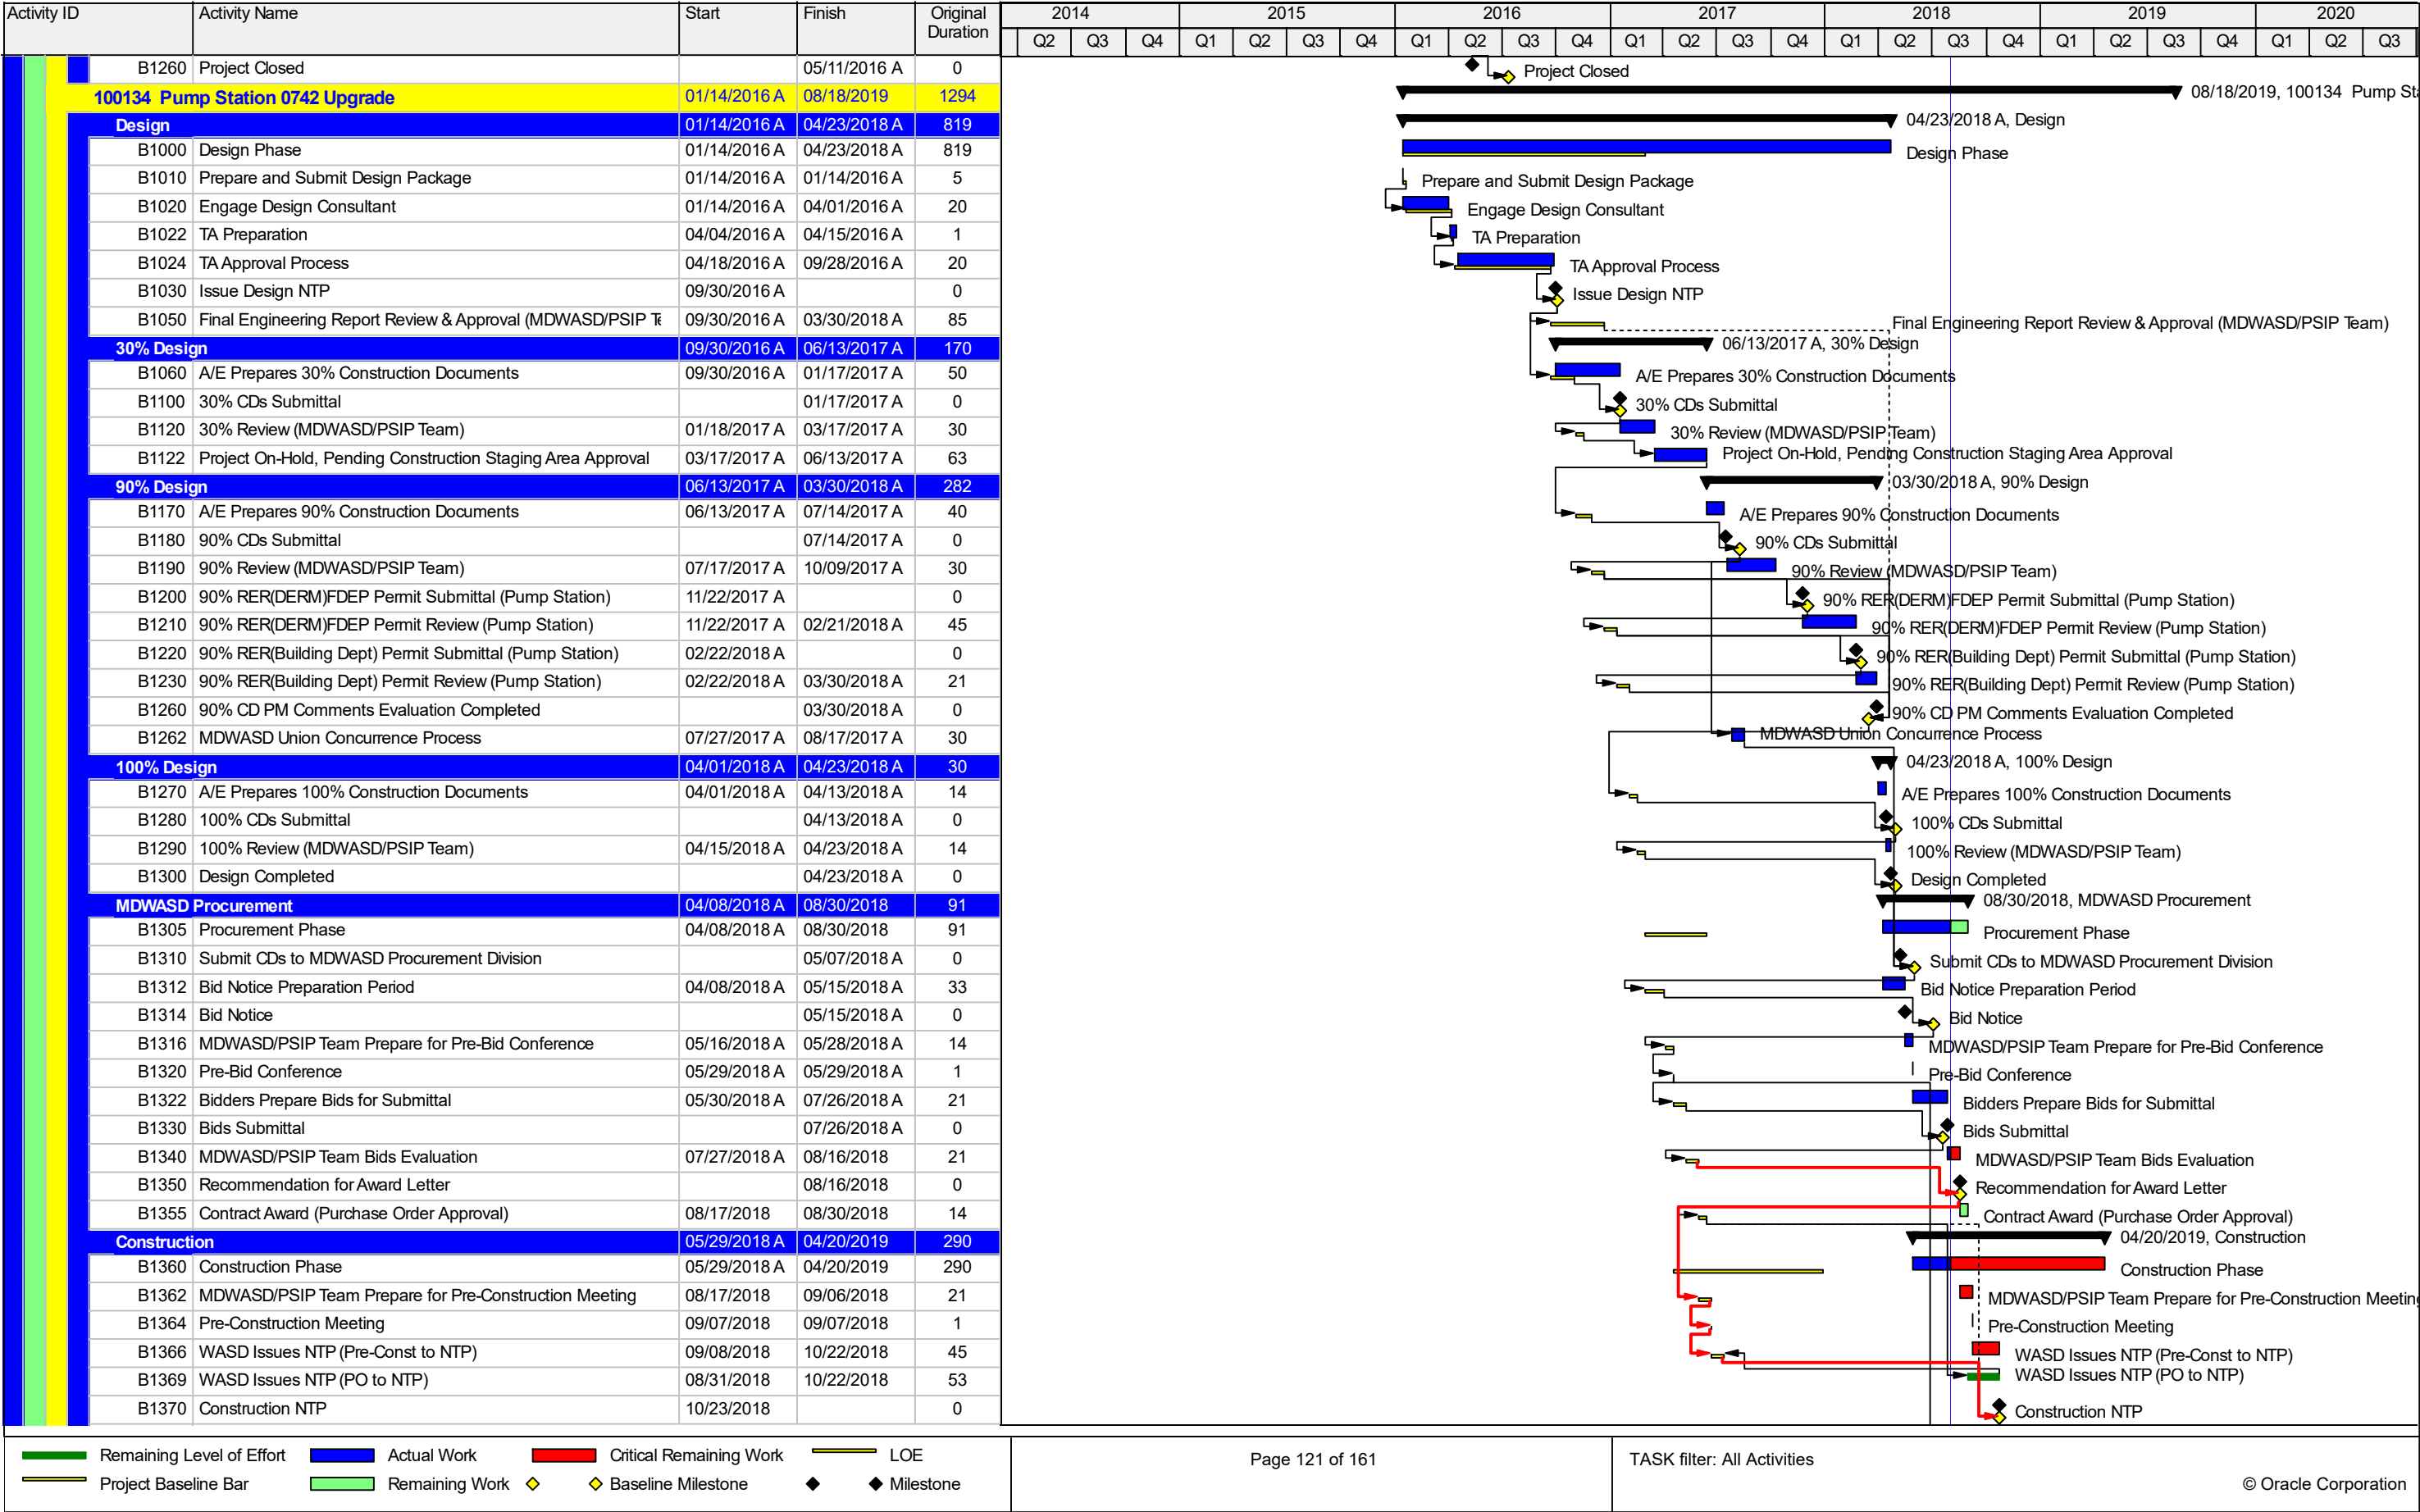 Activity ID Activity Name Start Finish Original Duration 2014 2015 2016 2017 2018 2019 2020
Q2 Q3 Q4 Q1 Q2 Q3 Q4 Q1 Q2 Q3 Q4 Q1 Q2 Q3 Q4 Q1 Q2 Q3 Q4 Q1 Q2 Q3 Q4 Q1 Q2 Q3
B1260 Project Closed 05/11/2016 A 0 Project Closed
100134 Pump Station 0742 Upgrade 01/14/2016 A 08/18/2019 1294 08/18/2019, 100134 Pump Sta
Design 01/14/2016 A 04/23/2018 A 819 04/23/2018 A, Design
B1000 Design Phase 01/14/2016 A 04/23/2018 A 819 Design Phase
B1010 Prepare and Submit Design Package 01/14/2016 A 01/14/2016 A 5 Prepare and Submit Design Package
B1020 Engage Design Consultant 01/14/2016 A 04/01/2016 A 20 Engage Design Consultant
B1022 TA Preparation 04/04/2016 A 04/15/2016 A 1 TA Preparation
B1024 TA Approval Process 04/18/2016 A 09/28/2016 A 20 TA Approval Process
B1030 Issue Design NTP 09/30/2016 A 0 Issue Design NTP
B1050 Final Engineering Report Review & Approval (MDWASD/PSIP Te 09/30/2016 A 03/30/2018 A 85 Final Engineering Report Review & Approval (MDWASD/PSIP Team)
30% Design 09/30/2016 A 06/13/2017 A 170 06/13/2017 A, 30% Design
B1060 A/E Prepares 30% Construction Documents 09/30/2016 A 01/17/2017 A 50 A/E Prepares 30% Construction Documents
B1100 30% CDs Submittal 01/17/2017 A 0 30% CDs Submittal
B1120 30% Review (MDWASD/PSIP Team) 01/18/2017 A 03/17/2017 A 30 30% Review (MDWASD/PSIP Team)
B1122 Project On-Hold, Pending Construction Staging Area Approval 03/17/2017 A 06/13/2017 A 63 Project On-Hold, Pending Construction Staging Area Approval
90% Design 06/13/2017 A 03/30/2018 A 282 03/30/2018 A, 90% Design
B1170 A/E Prepares 90% Construction Documents 06/13/2017 A 07/14/2017 A 40 A/E Prepares 90% Construction Documents
B1180 90% CDs Submittal 07/14/2017 A 0 90% CDs Submittal
B1190 90% Review (MDWASD/PSIP Team) 07/17/2017 A 10/09/2017 A 30 90% Review (MDWASD/PSIP Team)
B1200 90% RER(DERM)FDEP Permit Submittal (Pump Station) 11/22/2017 A 0 90% RER(DERM)FDEP Permit Submittal (Pump Station)
B1210 90% RER(DERM)FDEP Permit Review (Pump Station) 11/22/2017 A 02/21/2018 A 45 90% RER(DERM)FDEP Permit Review (Pump Station)
B1220 90% RER(Building Dept) Permit Submittal (Pump Station) 02/22/2018 A 0 90% RER(Building Dept) Permit Submittal (Pump Station)
B1230 90% RER(Building Dept) Permit Review (Pump Station) 02/22/2018 A 03/30/2018 A 21 90% RER(Building Dept) Permit Review (Pump Station)
B1260 90% CD PM Comments Evaluation Completed 03/30/2018 A 0 90% CD PM Comments Evaluation Completed
B1262 MDWASD Union Concurrence Process 07/27/2017 A 08/17/2017 A 30 MDWASD Union Concurrence Process
100% Design 04/01/2018 A 04/23/2018 A 30 04/23/2018 A, 100% Design
B1270 A/E Prepares 100% Construction Documents 04/01/2018 A 04/13/2018 A 14 A/E Prepares 100% Construction Documents
B1280 100% CDs Submittal 04/13/2018 A 0 100% CDs Submittal
B1290 100% Review (MDWASD/PSIP Team) 04/15/2018 A 04/23/2018 A 14 100% Review (MDWASD/PSIP Team)
B1300 Design Completed 04/23/2018 A 0 Design Completed
MDWASD Procurement 04/08/2018 A 08/30/2018 91 08/30/2018, MDWASD Procurement
B1305 Procurement Phase 04/08/2018 A 08/30/2018 91 Procurement Phase
B1310 Submit CDs to MDWASD Procurement Division 05/07/2018 A 0 Submit CDs to MDWASD Procurement Division
B1312 Bid Notice Preparation Period 04/08/2018 A 05/15/2018 A 33 Bid Notice Preparation Period
B1314 Bid Notice 05/15/2018 A 0 Bid Notice
B1316 MDWASD/PSIP Team Prepare for Pre-Bid Conference 05/16/2018 A 05/28/2018 A 14 MDWASD/PSIP Team Prepare for Pre-Bid Conference
B1320 Pre-Bid Conference 05/29/2018 A 05/29/2018 A 1 Pre-Bid Conference
B1322 Bidders Prepare Bids for Submittal 05/30/2018 A 07/26/2018 A 21 Bidders Prepare Bids for Submittal
B1330 Bids Submittal 07/26/2018 A 0 Bids Submittal
B1340 MDWASD/PSIP Team Bids Evaluation 07/27/2018 A 08/16/2018 21 MDWASD/PSIP Team Bids Evaluation
B1350 Recommendation for Award Letter 08/16/2018 0 Recommendation for Award Letter
B1355 Contract Award (Purchase Order Approval) 08/17/2018 08/30/2018 14 Contract Award (Purchase Order Approval)
Construction 05/29/2018 A 04/20/2019 290 04/20/2019, Construction
B1360 Construction Phase 05/29/2018 A 04/20/2019 290 Construction Phase
B1362 MDWASD/PSIP Team Prepare for Pre-Construction Meeting 08/17/2018 09/06/2018 21 MDWASD/PSIP Team Prepare for Pre-Construction Meeting
B1364 Pre-Construction Meeting 09/07/2018 09/07/2018 1 Pre-Construction Meeting
B1366 WASD Issues NTP (Pre-Const to NTP) 09/08/2018 10/22/2018 45 WASD Issues NTP (Pre-Const to NTP)
B1369 WASD Issues NTP (PO to NTP) 08/31/2018 10/22/2018 53 WASD Issues NTP (PO to NTP)
B1370 Construction NTP 10/23/2018 0 Construction NTP
Remaining Level of Effort Actual Work Critical Remaining Work LOE Page 121 of 161 TASK filter: All Activities
Project Baseline Bar Remaining Work Baseline Milestone Milestone © Oracle Corporation